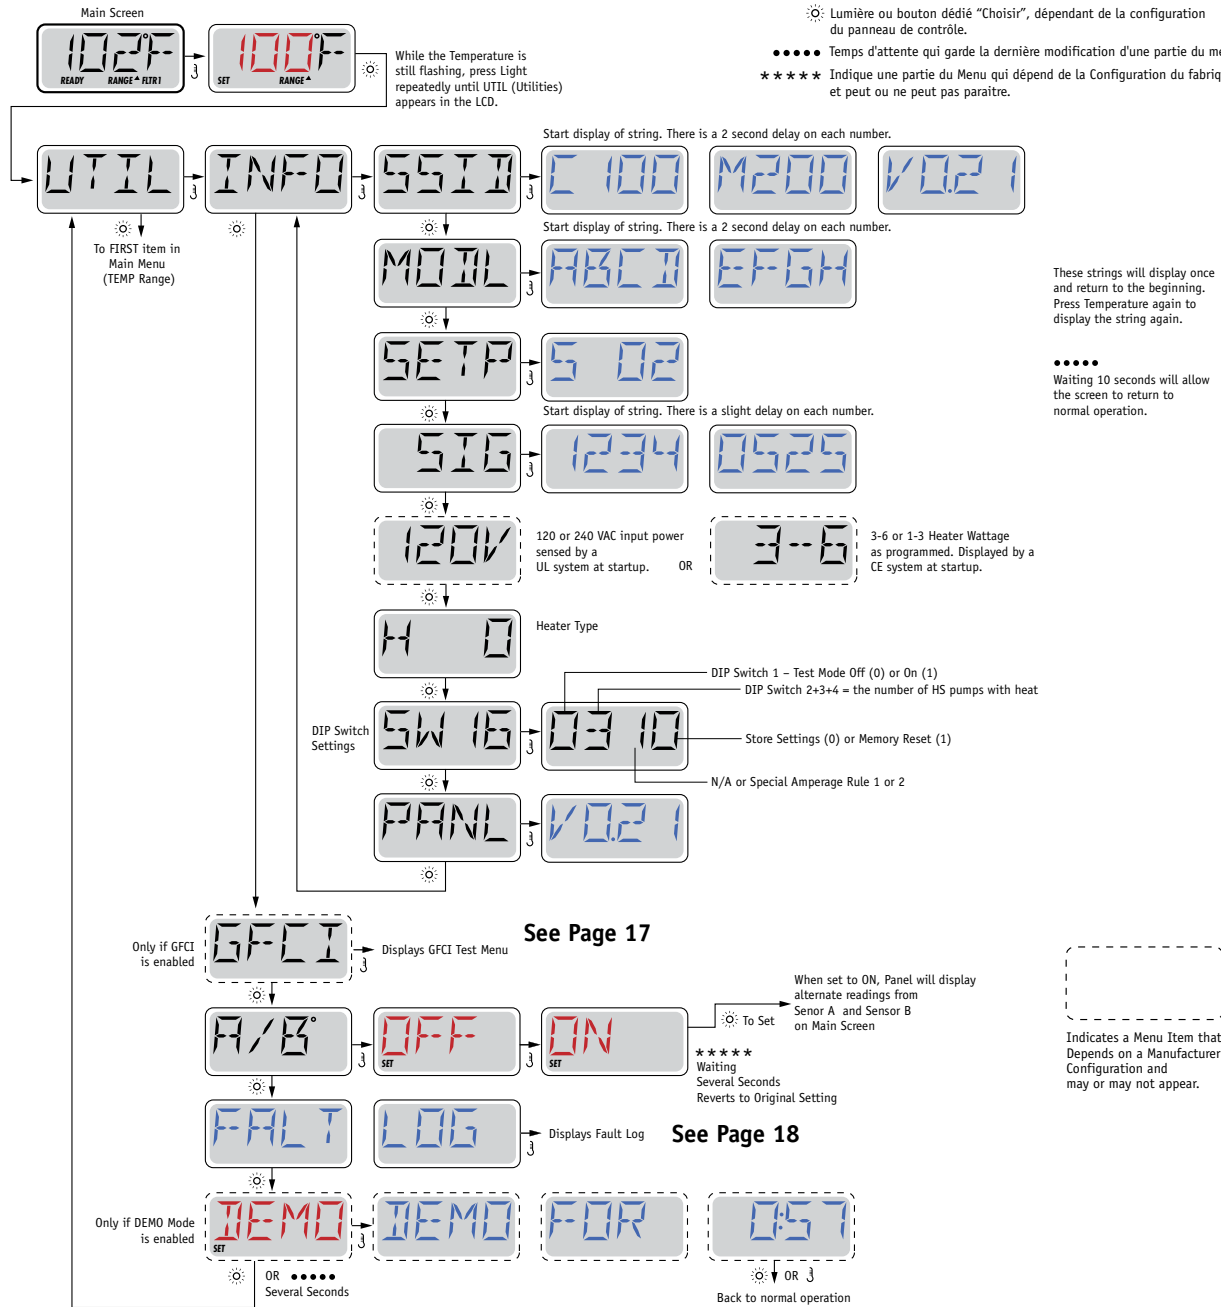 Main Screen
102°F
READY RANGE FLTR1
100°F
SET RANGE
While the Temperature is
still flashing, press Light
repeatedly until UTIL (Utilities)
appears in the LCD.
Lumière ou bouton dédié “Choisir”, dépendant de la configuration
du panneau de contrôle.
Temps d'attente qui garde la dernière modification d'une partie du me
***** Indique une partie du Menu qui dépend de la Configuration du fabriq
et peut ou ne peut pas paraitre.
Start display of string. There is a 2 second delay on each number.
UTIL INFO SSID C 100 M200 V0.21
To FIRST item in
Main Menu
(TEMP Range)
Start display of string. There is a 2 second delay on each number.
MODL ABCD EFGH
These strings will display once
and return to the beginning.
Press Temperature again to
display the string again.
SETP S 02
•••••
Waiting 10 seconds will allow
the screen to return to
normal operation.
Start display of string. There is a slight delay on each number.
SIG 1234 0525
120V
120 or 240 VAC input power
sensed by a
UL system at startup.
OR
3-6
3-6 or 1-3 Heater Wattage
as programmed. Displayed by a
CE system at startup.
H 0
Heater Type
DIP Switch 1 – Test Mode Off (0) or On (1)
DIP Switch 2+3+4 = the number of HS pumps with heat
DIP Switch
Settings
SW 16 0310
Store Settings (0) or Memory Reset (1)
N/A or Special Amperage Rule 1 or 2
PANL V0.21
Only if GFCI
is enabled
GFCI
Displays GFCI Test Menu
See Page 17
A/B°
OFF
SET
ON
SET
To Set
When set to ON, Panel will display
alternate readings from
Senor A and Sensor B
on Main Screen
*****
Waiting
Several Seconds
Reverts to Original Setting
Indicates a Menu Item that
Depends on a Manufacturer
Configuration and
may or may not appear.
FALT LOG
Displays Fault Log
See Page 18
Only if DEMO Mode
is enabled
DEMO
SET
DEMO FOR 0:57
OR •••••
Several Seconds
OR
Back to normal operation